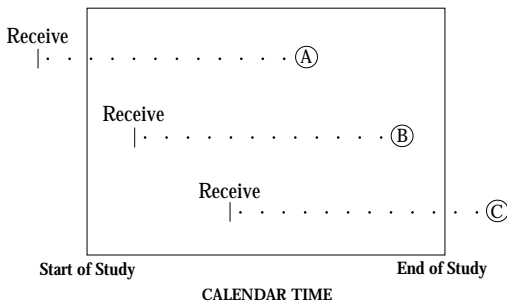 Receive
A
Receive
B
Receive
C
Start of Study
End of Study
CALENDAR TIME